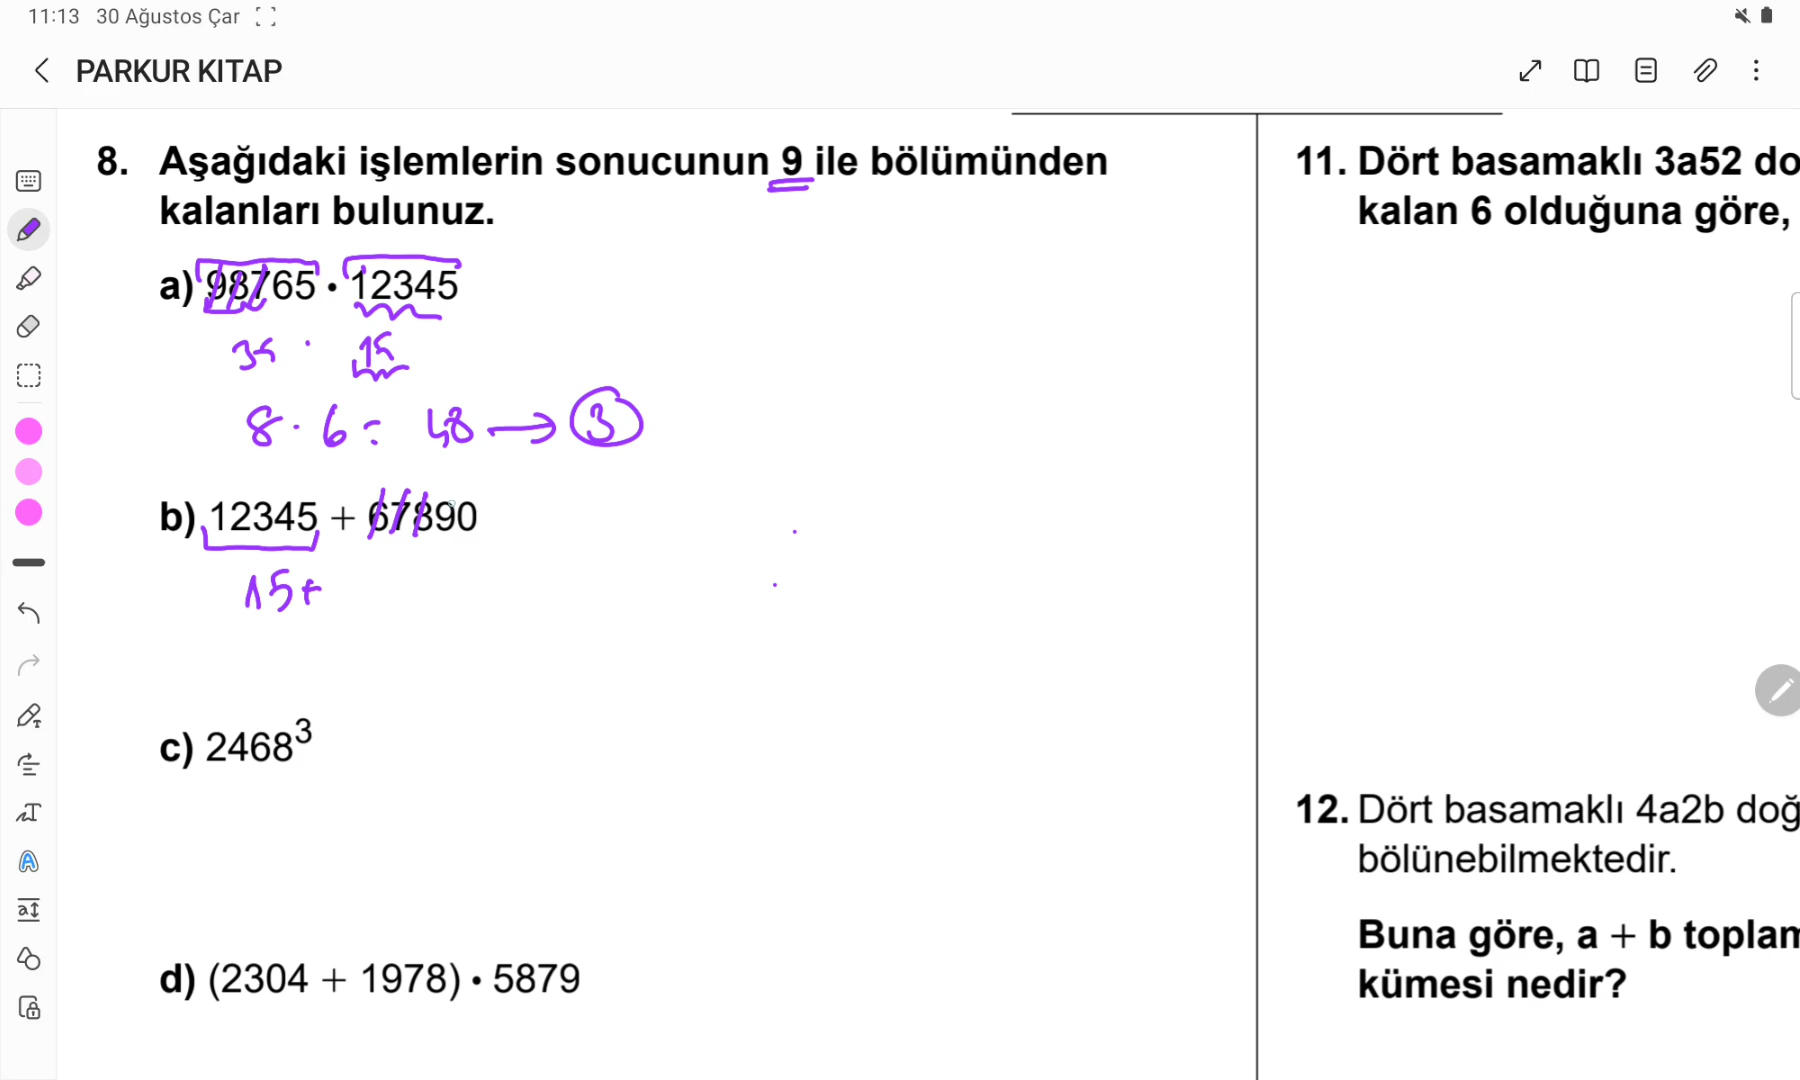 11:13 30 Ağustos Çar
PARKUR KITAP
8. Aşağıdaki işlemlerin sonucunun 9 ile bölümünden
kalanları bulunuz.
a) 98765 · 12345
35 · 15
8 · 6 = 48 → 3
b) 12345 + 67890
15+
c) 2468³
d) (2304 + 1978) · 5879
11. Dört basamaklı 3a52 do
kalan 6 olduğuna göre,
12. Dört basamaklı 4a2b doğ
bölünebilmektedir.
Buna göre, a + b toplam
kümesi nedir?